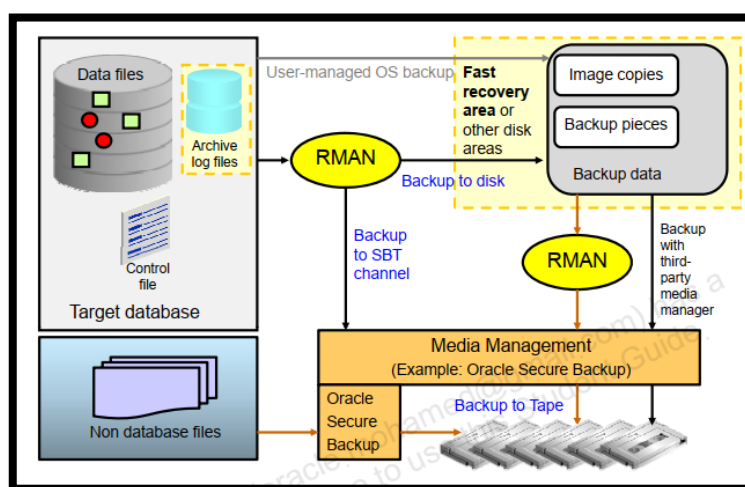 Data files
Archive
log files
Control
file
Target database
User-managed OS backup
RMAN
Backup to disk
Backup
to SBT
channel
Fast
recovery
area or
other disk
areas
Image copies
Backup pieces
Backup data
RMAN
Backup
with
third-
party
media
manager
Media Management
(Example: Oracle Secure Backup)
Non database files
Oracle
Secure
Backup
Backup to Tape